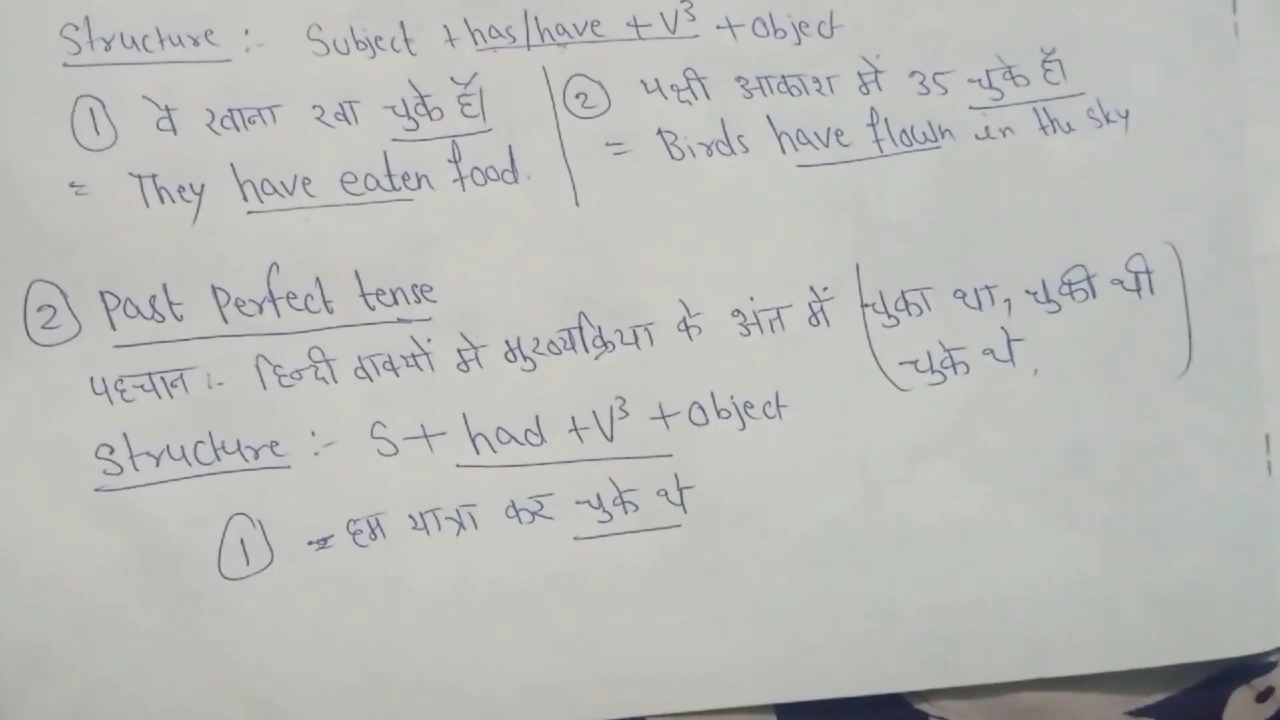 Structure :- Subject + has/have + V³ + object
① वे खाना खा चुके हैं।
= They have eaten food.
② पक्षी आकाश में उड़ चुके हैं।
= Birds have flown in the sky
② Past Perfect tense
पहचान :- हिन्दी वाक्यों में मुख्यक्रिया के अंत में (चुका था, चुकी थी
चुके थे.)
Structure :- S + had + V³ + object
① = हम यात्रा कर चुके थे